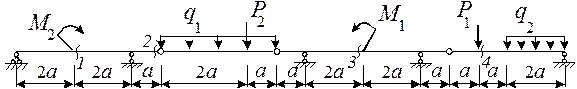 M₂ q₁ P₂ M₁ P₁ q₂
1 2 3 4
2a 2a a 2a a a 2a 2a a a a 2a